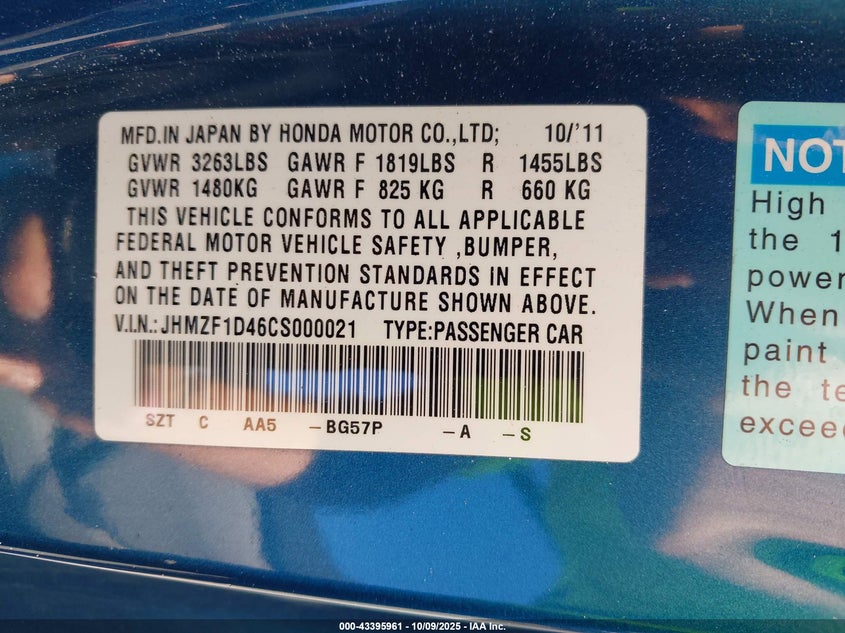 MFD.IN JAPAN BY HONDA MOTOR CO.,LTD; 10/'11
GVWR 3263LBS GAWR F 1819LBS R 1455LBS
GVWR 1480KG GAWR F 825 KG R 660 KG
THIS VEHICLE CONFORMS TO ALL APPLICABLE
FEDERAL MOTOR VEHICLE SAFETY ,BUMPER,
AND THEFT PREVENTION STANDARDS IN EFFECT
ON THE DATE OF MANUFACTURE SHOWN ABOVE.
V.I.N.:JHMZF1D46CS000021 TYPE:PASSENGER CAR
SZT C AA5 -BG57P -A -S
NOT
High
the 1
power
When
paint
the te
exceed
000-43395961 - 10/09/2025 - IAA Inc.